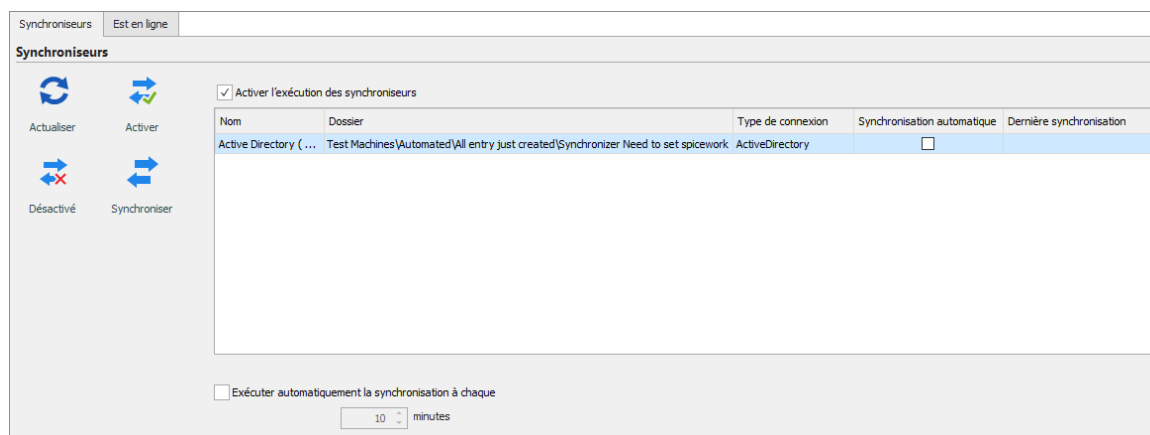 Synchroniseurs Est en ligne
Synchroniseurs
Actualiser Activer
Désactivé Synchroniser
Activer l'exécution des synchroniseurs
Nom Dossier Type de connexion Synchronisation automatique Dernière synchronisation
Active Directory ( ... Test Machines\Automated\All entry just created\Synchronizer Need to set spicework ActiveDirectory
Exécuter automatiquement la synchronisation à chaque
10 minutes